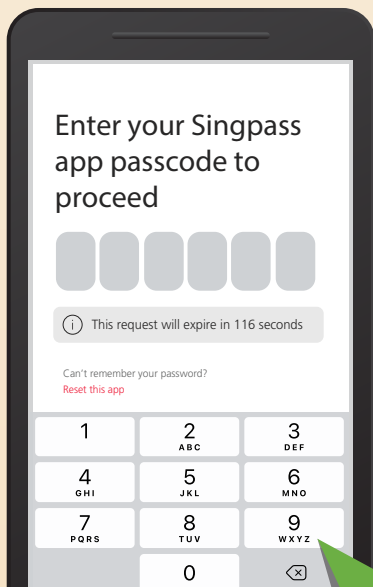 Enter your Singpass
app passcode to
proceed
i This request will expire in 116 seconds
Can't remember your password?
Reset this app
1 2 3
ABC DEF
4 5 6
GHI JKL MNO
7 8 9
PQRS TUV WXYZ
0